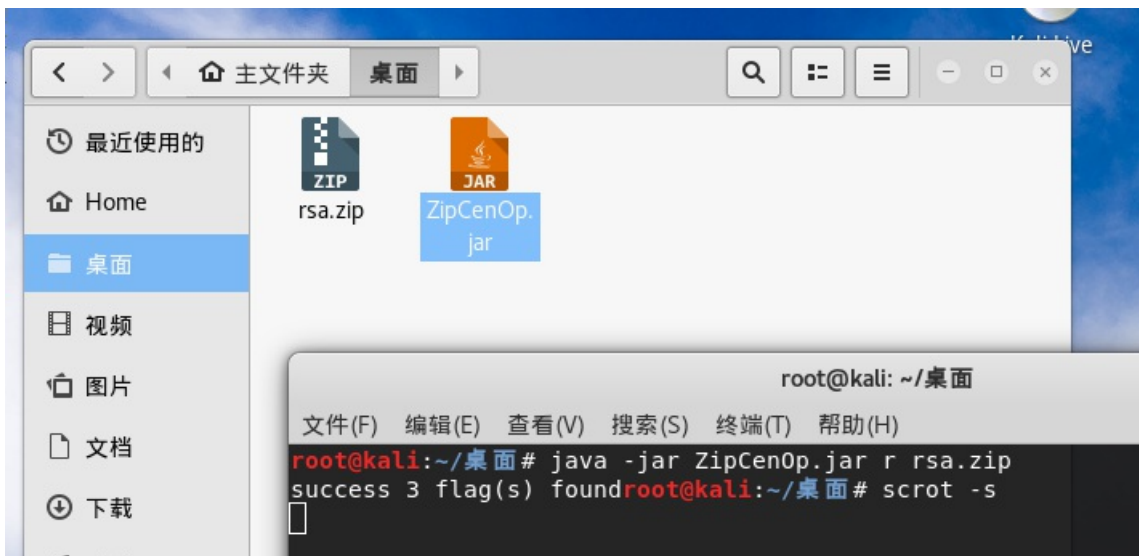 Kali Live
主文件夹 桌面
最近使用的
Home
桌面
视频
图片
文档
下载
ZIP
rsa.zip
JAR
ZipCenOp.
jar
root@kali: ~/桌面
文件(F) 编辑(E) 查看(V) 搜索(S) 终端(T) 帮助(H)
root@kali:~/桌面# java -jar ZipCenOp.jar r rsa.zip
success 3 flag(s) foundroot@kali:~/桌面# scrot -s